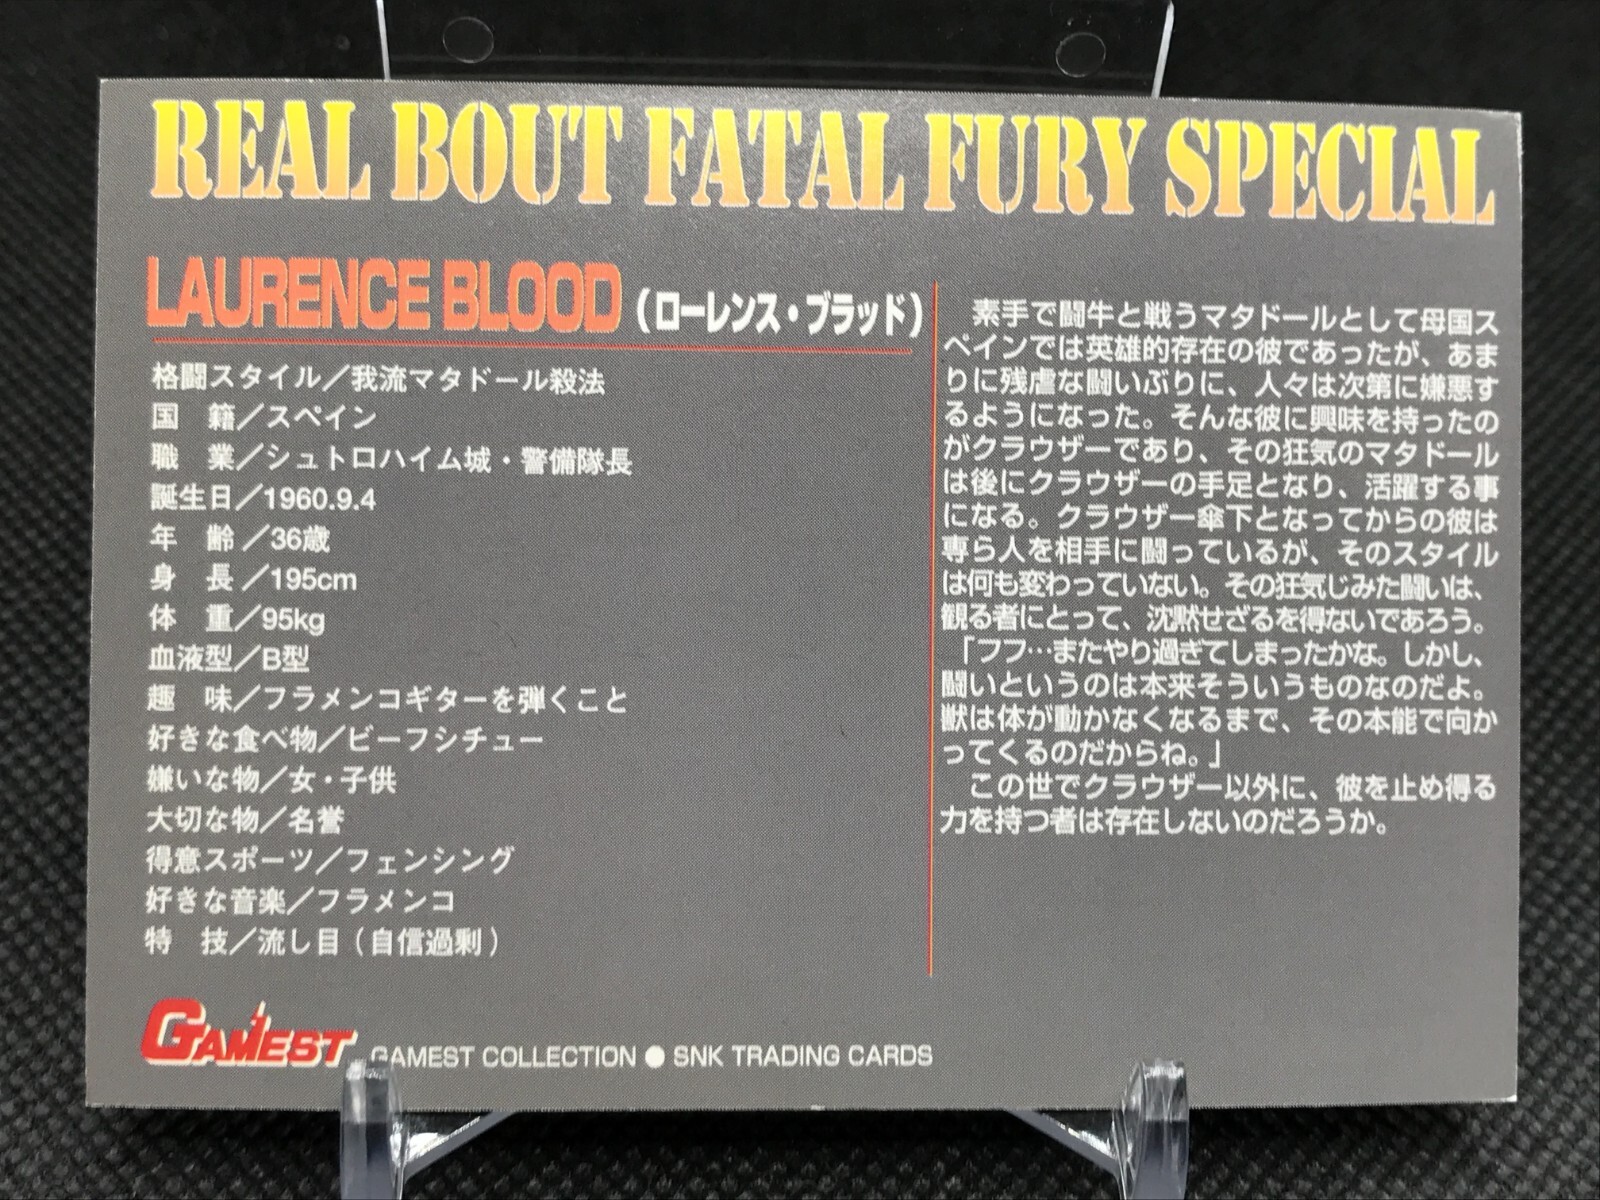 REAL BOUT FATAL FURY SPECIAL
LAURENCE BLOOD (ローレンス・ブラッド)
格闘スタイル／我流マタドール殺法
国　籍／スペイン
職　業／シュトロハイム城・警備隊長
誕生日／1960.9.4
年　齢／36歳
身　長／195cm
体　重／95kg
血液型／B型
趣　味／フラメンコギターを弾くこと
好きな食べ物／ビーフシチュー
嫌いな物／女・子供
大切な物／名誉
得意スポーツ／フェンシング
好きな音楽／フラメンコ
特　技／流し目(自信過剰)
　素手で闘牛と戦うマタドールとして母国ス
ペインでは英雄的存在の彼であったが、あま
りに残虐な闘いぶりに、人々は次第に嫌悪す
るようになった。そんな彼に興味を持ったの
がクラウザーであり、その狂気のマタドール
は後にクラウザーの手足となり、活躍する事
になる。クラウザー傘下となってからの彼は
専ら人を相手に闘っているが、そのスタイル
は何も変わっていない。その狂気じみた闘いは、
観る者にとって、沈黙せざるを得ないであろう。
「フフ…またやり過ぎてしまったかな。しかし、
闘いというのは本来そういうものなのだよ。
獣は体が動かなくなるまで、その本能で向か
ってくるのだからね。」
　この世でクラウザー以外に、彼を止め得る
力を持つ者は存在しないのだろうか。
GAMEST GAMEST COLLECTION ● SNK TRADING CARDS